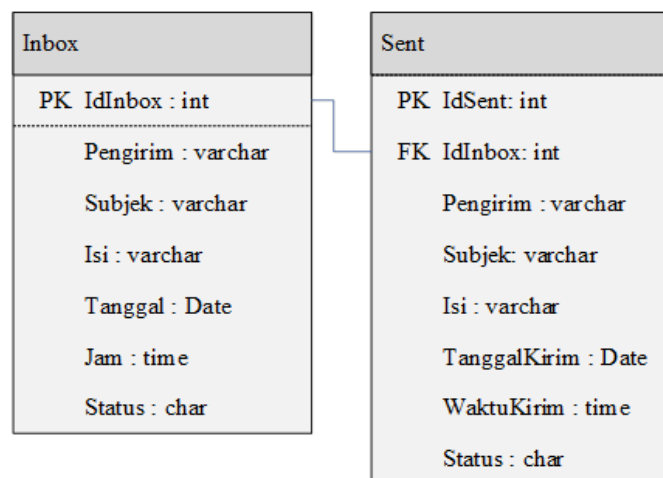 Inbox
PK IdInbox : int
Pengirim : varchar
Subjek : varchar
Isi : varchar
Tanggal : Date
Jam : time
Status : char
Sent
PK IdSent: int
FK IdInbox: int
Pengirim : varchar
Subjek: varchar
Isi : varchar
TanggalKirim : Date
WaktuKirim : time
Status : char